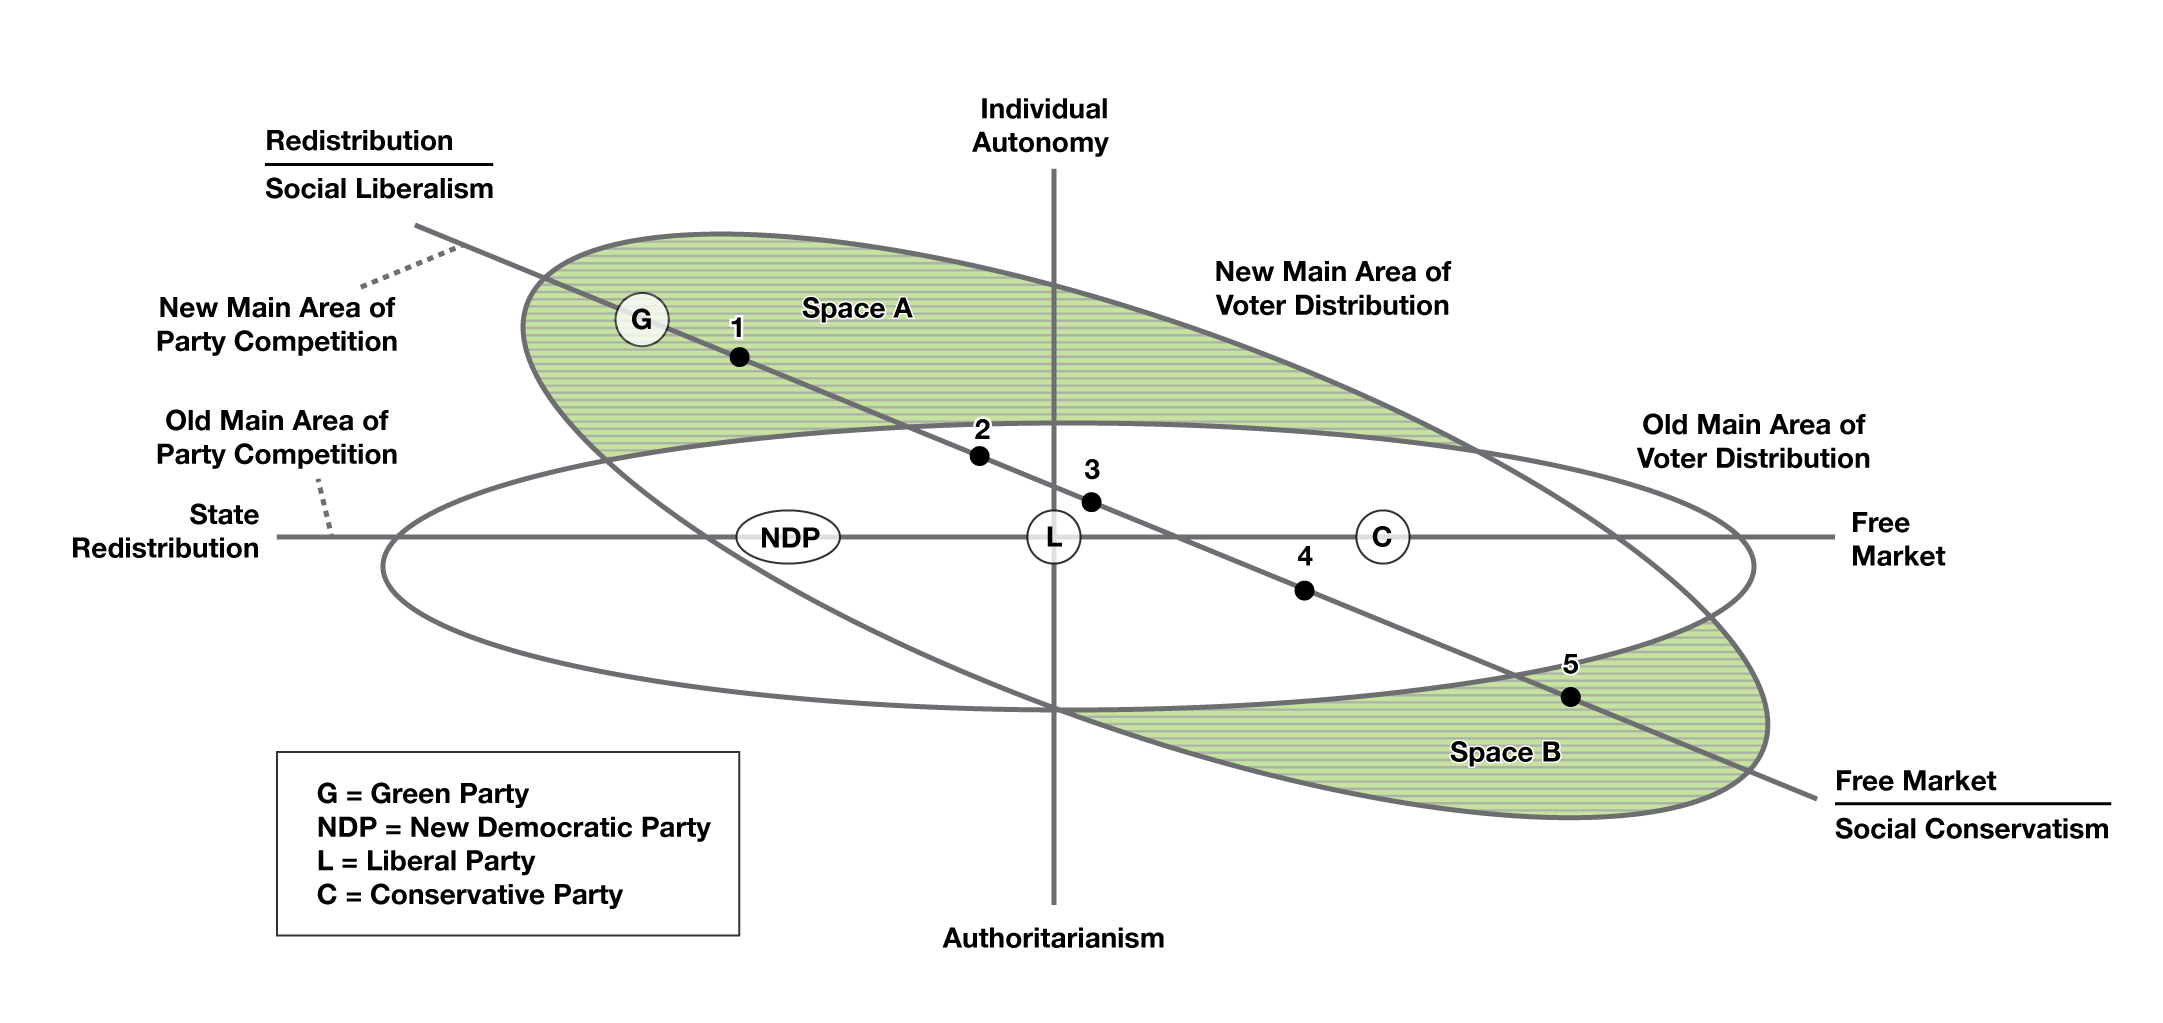 Individual
Autonomy
Redistribution
Social Liberalism
New Main Area of
Voter Distribution
New Main Area of
Party Competition
G
1
Space A
Old Main Area of
Party Competition
2
3
Old Main Area of
Voter Distribution
State
Redistribution
NDP
L
C
Free
Market
4
5
Space B
Free Market
Social Conservatism
G = Green Party
NDP = New Democratic Party
L = Liberal Party
C = Conservative Party
Authoritarianism